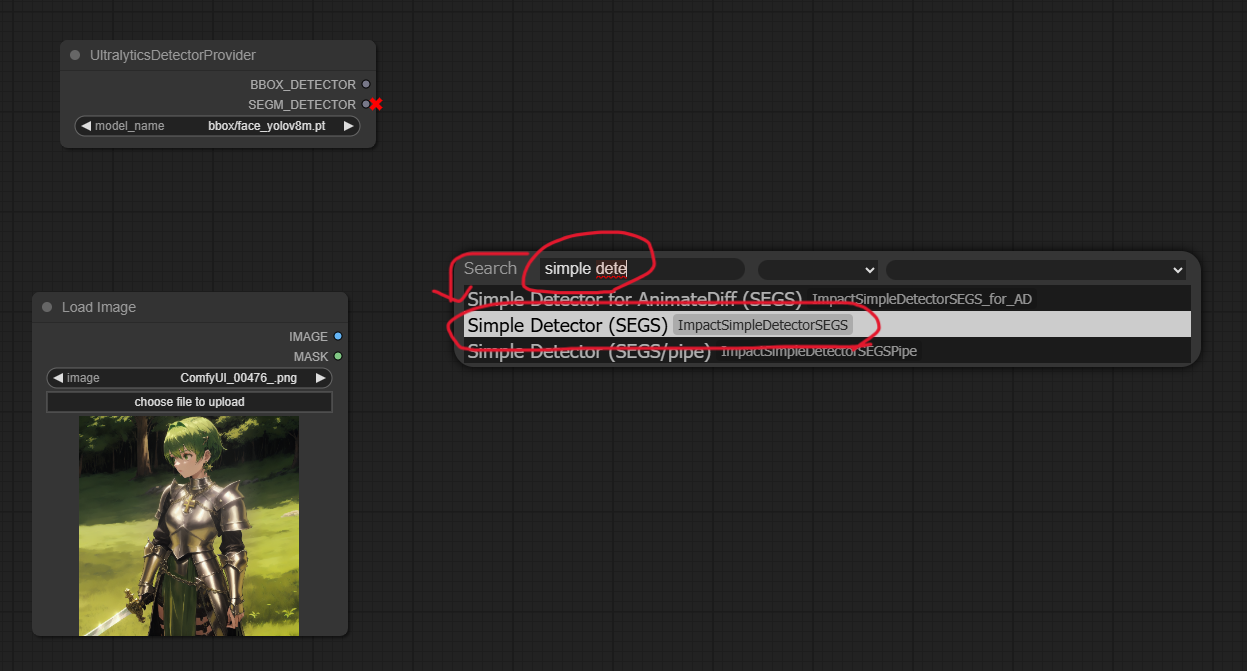 UltralyticsDetectorProvider
BBOX_DETECTOR
SEGM_DETECTOR
model_name bbox/face_yolov8m.pt
Search simple dete
Simple Detector for AnimateDiff (SEGS) ImpactSimpleDetectorSEGS_for_AD
Simple Detector (SEGS) ImpactSimpleDetectorSEGS
Simple Detector (SEGS/pipe) ImpactSimpleDetectorSEGSPipe
Load Image
IMAGE
MASK
image ComfyUI_00476_.png
choose file to upload